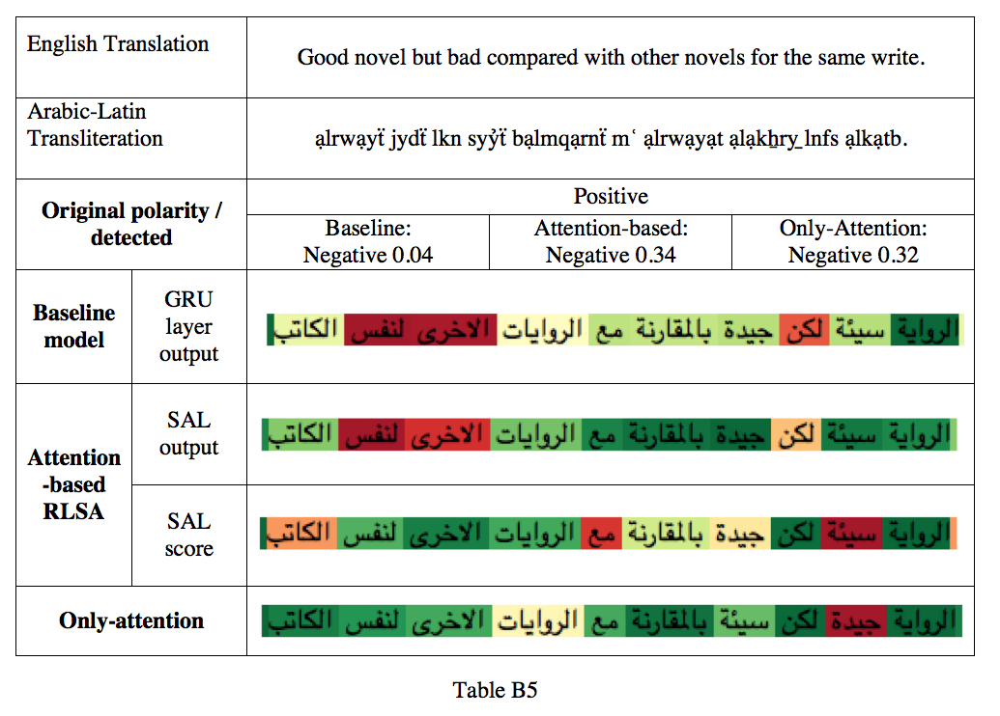 English Translation
Good novel but bad compared with other novels for the same write.
Arabic-Latin
Transliteration
ạlrwạyẗ jydẗ lkn syỷẗ bạlmqạrnẗ mʿ ạlrwạyạt ạlạkẖry̱ lnfs ạlkạtb.
Original polarity /
detected
Positive
Baseline:
Negative 0.04
Attention-based:
Negative 0.34
Only-Attention:
Negative 0.32
Baseline
model
GRU
layer
output
الرواية سيئة لكن جيدة بالمقارنة مع الروايات الاخرى لنفس الكاتب
Attention
-based
RLSA
SAL
output
الرواية سيئة لكن جيدة بالمقارنة مع الروايات الاخرى لنفس الكاتب
SAL
score
الرواية سيئة لكن جيدة بالمقارنة مع الروايات الاخرى لنفس الكاتب
Only-attention
الرواية جيدة لكن سيئة بالمقارنة مع الروايات الاخرى لنفس الكاتب
Table B5